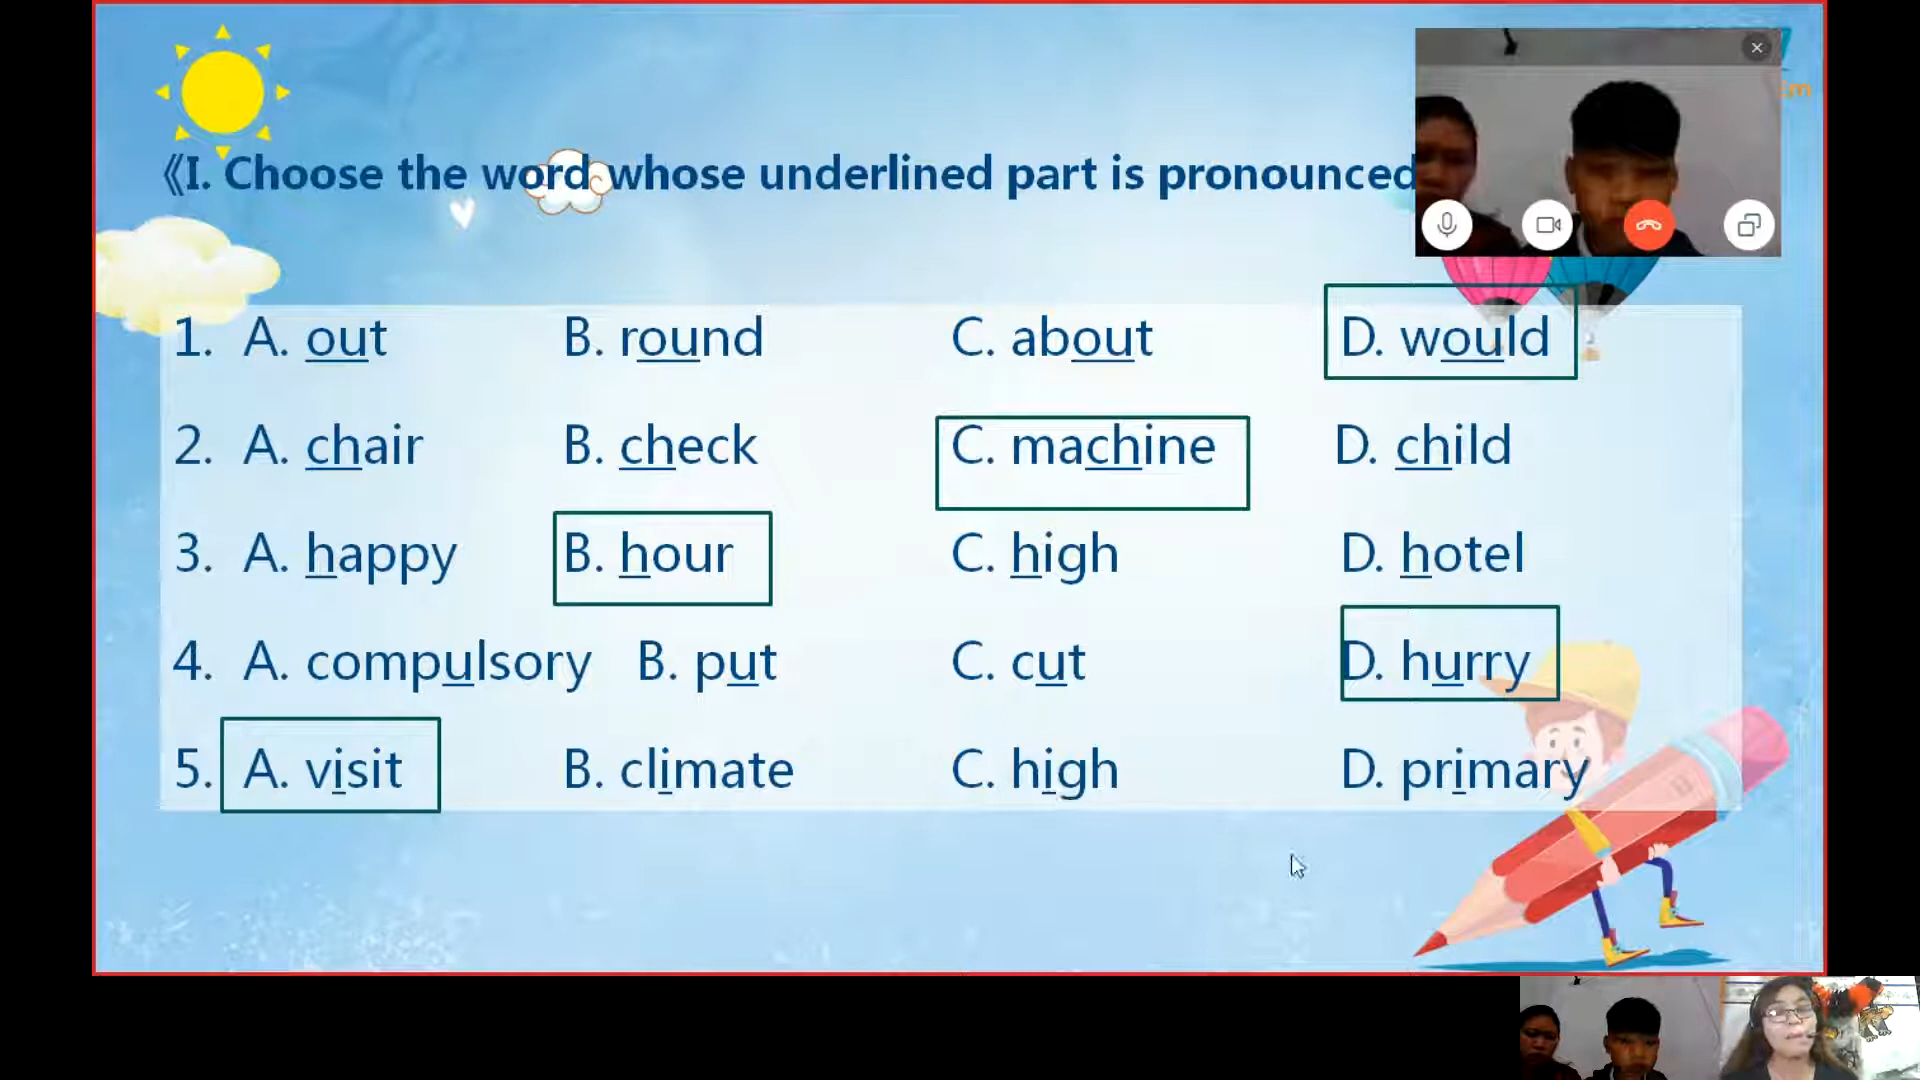 《I. Choose the word whose underlined part is pronounced
Em
1. A. out B. round C. about D. would
2. A. chair B. check C. machine D. child
3. A. happy B. hour C. high D. hotel
4. A. compulsory B. put C. cut D. hurry
5. A. visit B. climate C. high D. primary